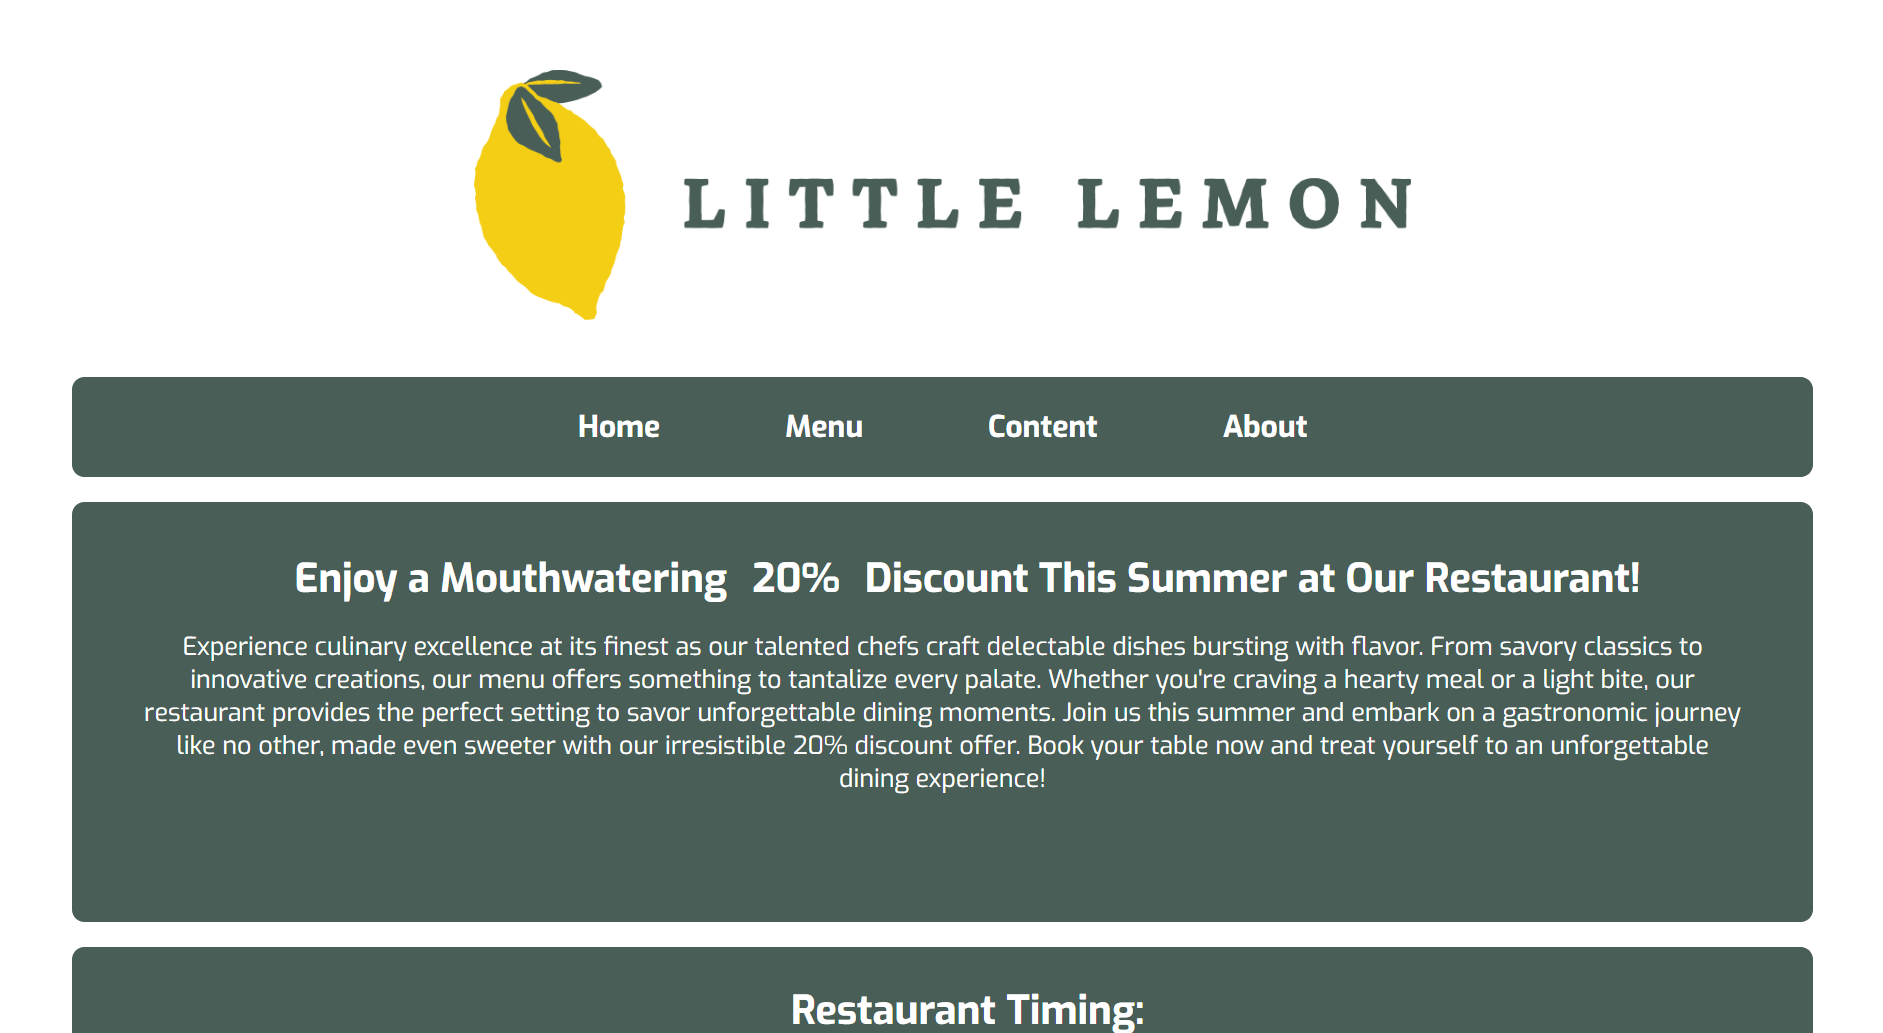 LITTLE LEMON
Home Menu Content About
Enjoy a Mouthwatering 20% Discount This Summer at Our Restaurant!
Experience culinary excellence at its finest as our talented chefs craft delectable dishes bursting with flavor. From savory classics to
innovative creations, our menu offers something to tantalize every palate. Whether you're craving a hearty meal or a light bite, our
restaurant provides the perfect setting to savor unforgettable dining moments. Join us this summer and embark on a gastronomic journey
like no other, made even sweeter with our irresistible 20% discount offer. Book your table now and treat yourself to an unforgettable
dining experience!
Restaurant Timing: